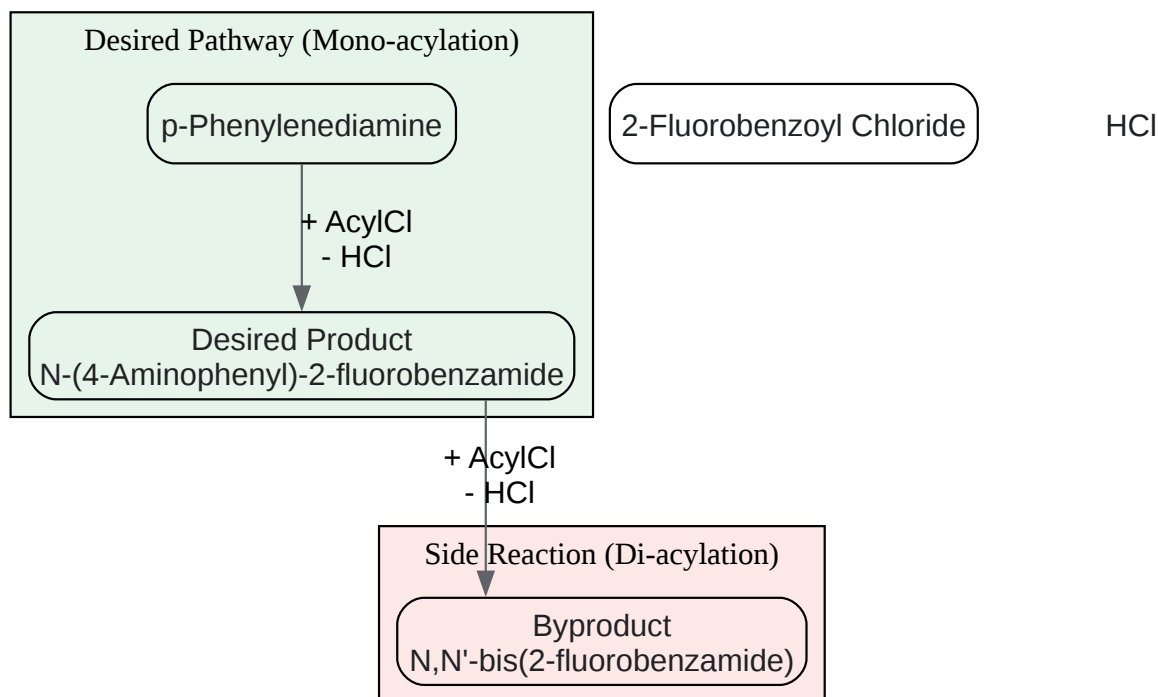 Desired Pathway (Mono-acylation)
p-Phenylenediamine
2-Fluorobenzoyl Chloride
HCl
+ AcylCl
- HCl
Desired Product
N-(4-Aminophenyl)-2-fluorobenzamide
+ AcylCl
- HCl
Side Reaction (Di-acylation)
Byproduct
N,N'-bis(2-fluorobenzamide)